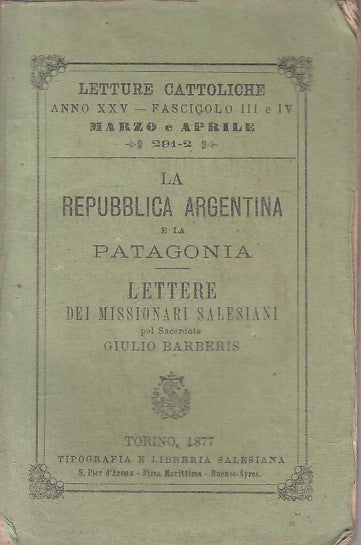 LETTURE CATTOLICHE
ANNO XXV — FASCICOLO III e IV
MARZO e APRILE
291-2
LA
REPUBBLICA ARGENTINA
E LA
PATAGONIA
LETTERE
DEI MISSIONARI SALESIANI
pel Sacerdote
GIULIO BARBERIS
TORINO, 1877
TIPOGRAFIA E LIBRERIA SALESIANA
S. Pier d'Arena - Nizza Marittima - Buenos-Ayres.